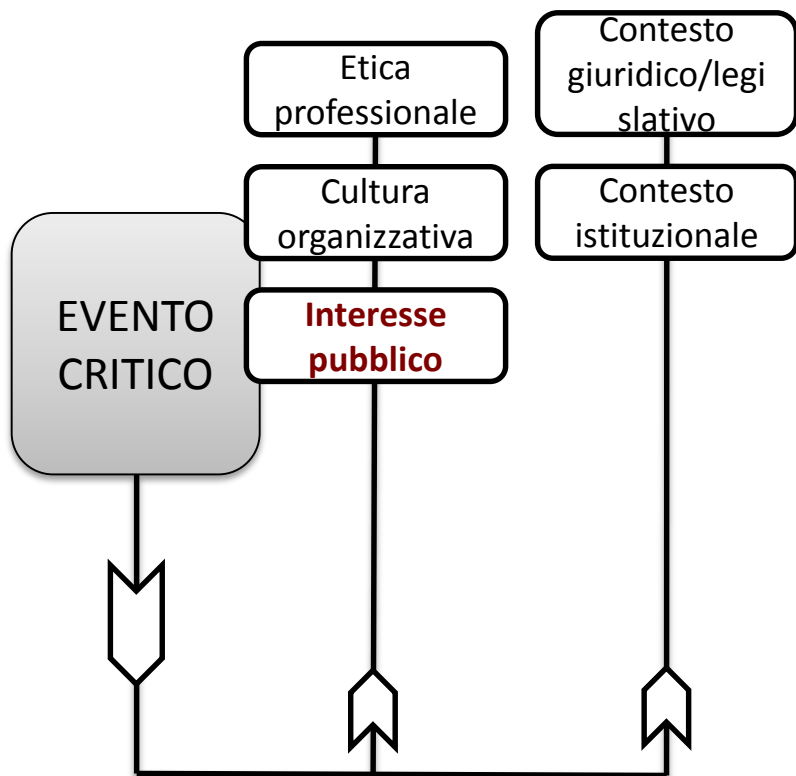 Etica
professionale
Cultura
organizzativa
Interesse
pubblico
EVENTO
CRITICO
Contesto
giuridico/legi
slativo
Contesto
istituzionale